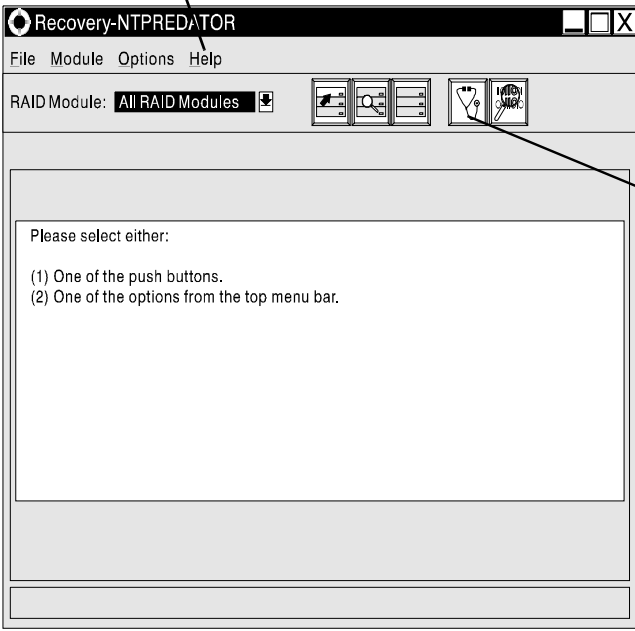 Recovery-NTPREDATOR
File Module Options Help
RAID Module: All RAID Modules
Please select either:
(1) One of the push buttons.
(2) One of the options from the top menu bar.